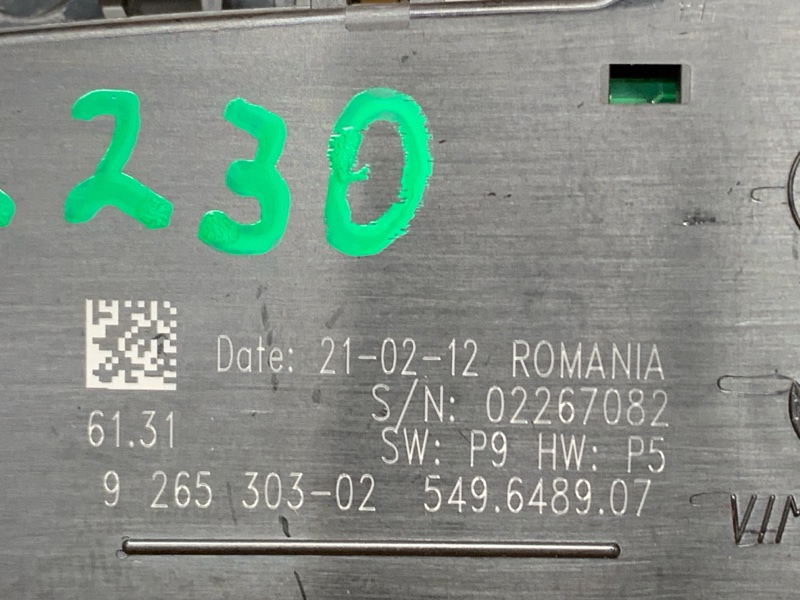 230
Date: 21-02-12 ROMANIA
S/N: 02267082
61.31
SW: P9 HW: P5
9 265 303-02 549.6489.07